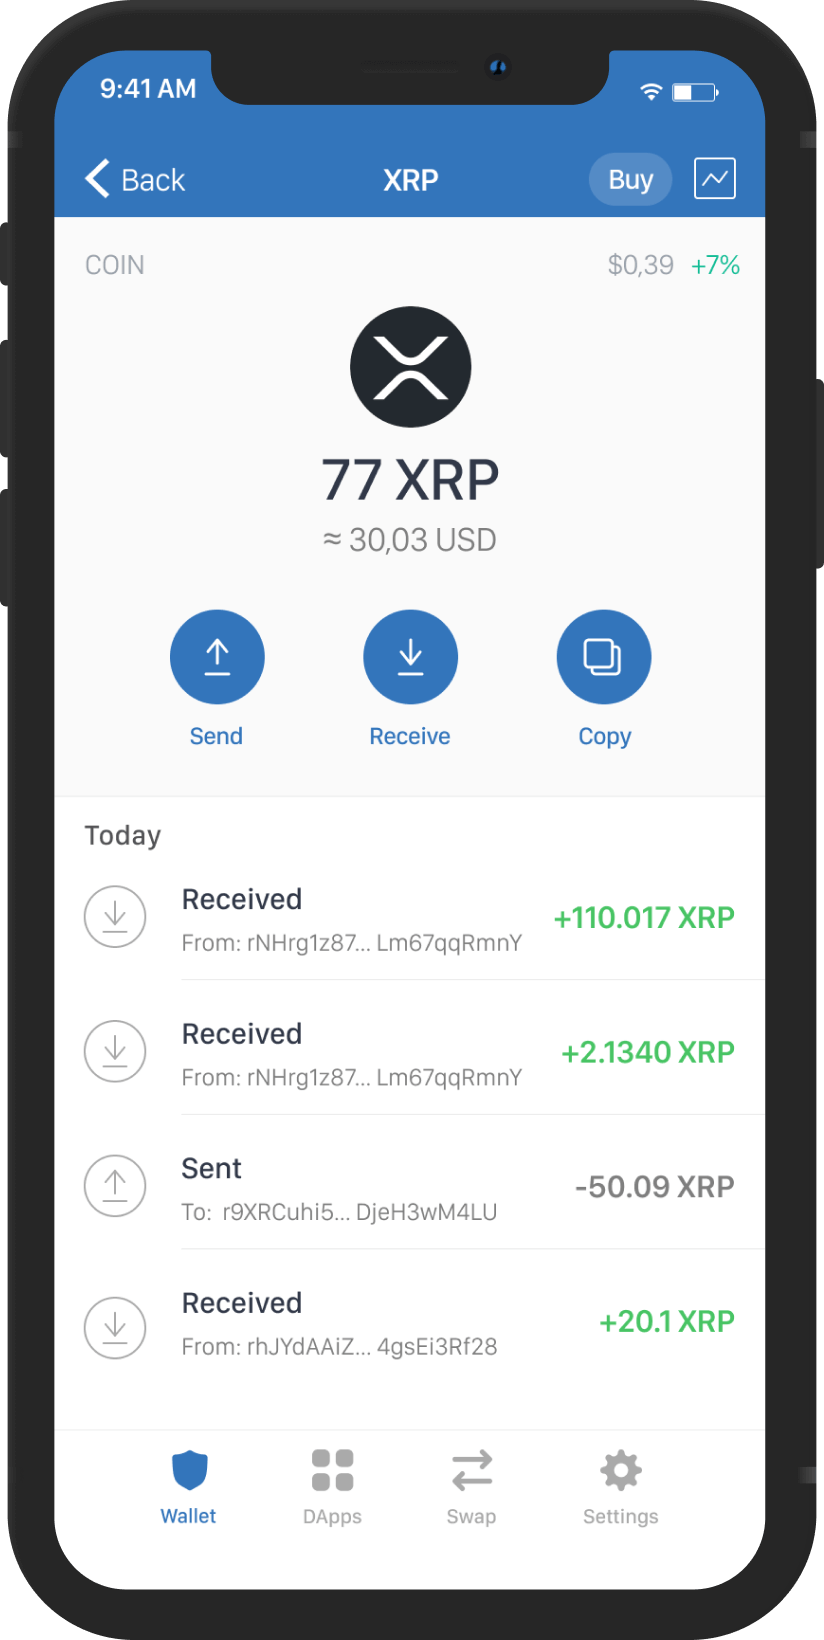 9:41 AM
Back XRP Buy
COIN $0,39 +7%
77 XRP
≈ 30,03 USD
Send Receive Copy
Today
Received
+110.017 XRP
From: rNHrg1z87... Lm67qqRmnY
Received
+2.1340 XRP
From: rNHrg1z87... Lm67qqRmnY
Sent
-50.09 XRP
To: r9XRCuhi5... DjeH3wM4LU
Received
+20.1 XRP
From: rhJYdAAiZ... 4gsEi3Rf28
Wallet DApps Swap Settings